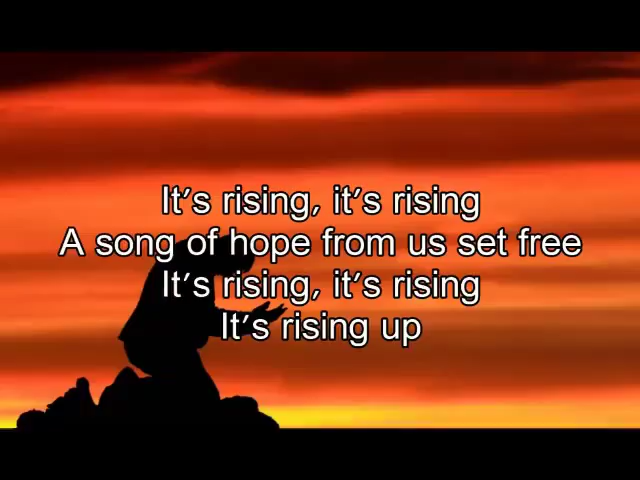 It's rising, it's rising
A song of hope from us set free
It's rising, it's rising
It's rising up